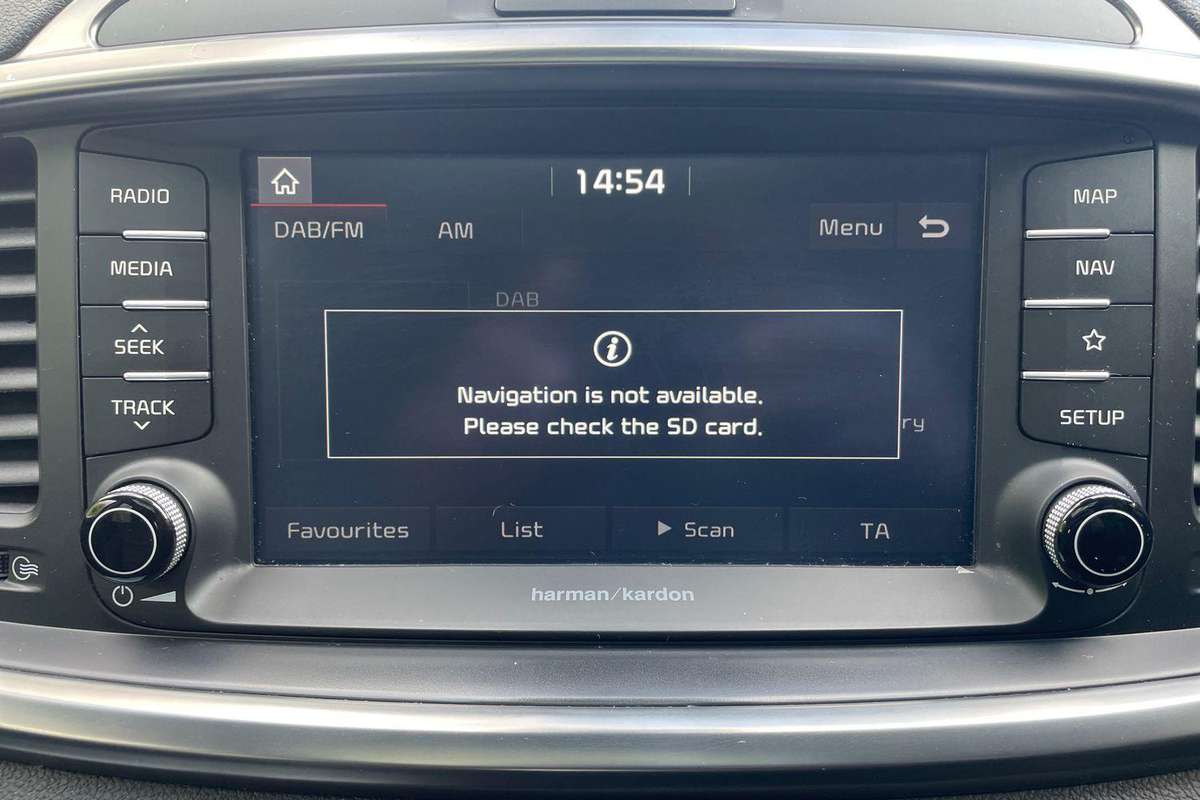 14:54
DAB/FM AM Menu
DAB
Navigation is not available.
Please check the SD card.
ry
Favourites List Scan TA
RADIO
MEDIA
SEEK
TRACK
MAP
NAV
SETUP
harman/kardon